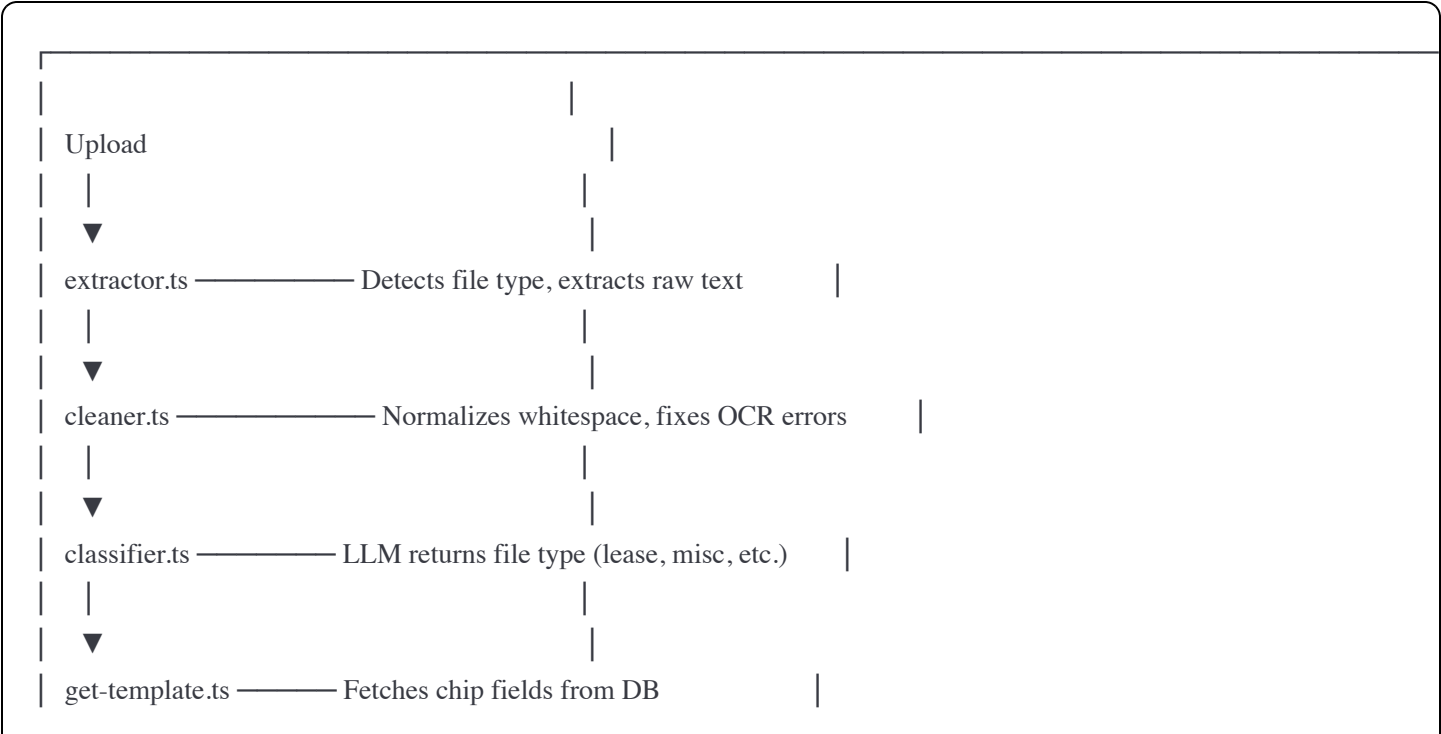 Upload
▼
extractor.ts ──────── Detects file type, extracts raw text
▼
cleaner.ts ────────── Normalizes whitespace, fixes OCR errors
▼
classifier.ts ─────── LLM returns file type (lease, misc, etc.)
▼
get-template.ts ───── Fetches chip fields from DB